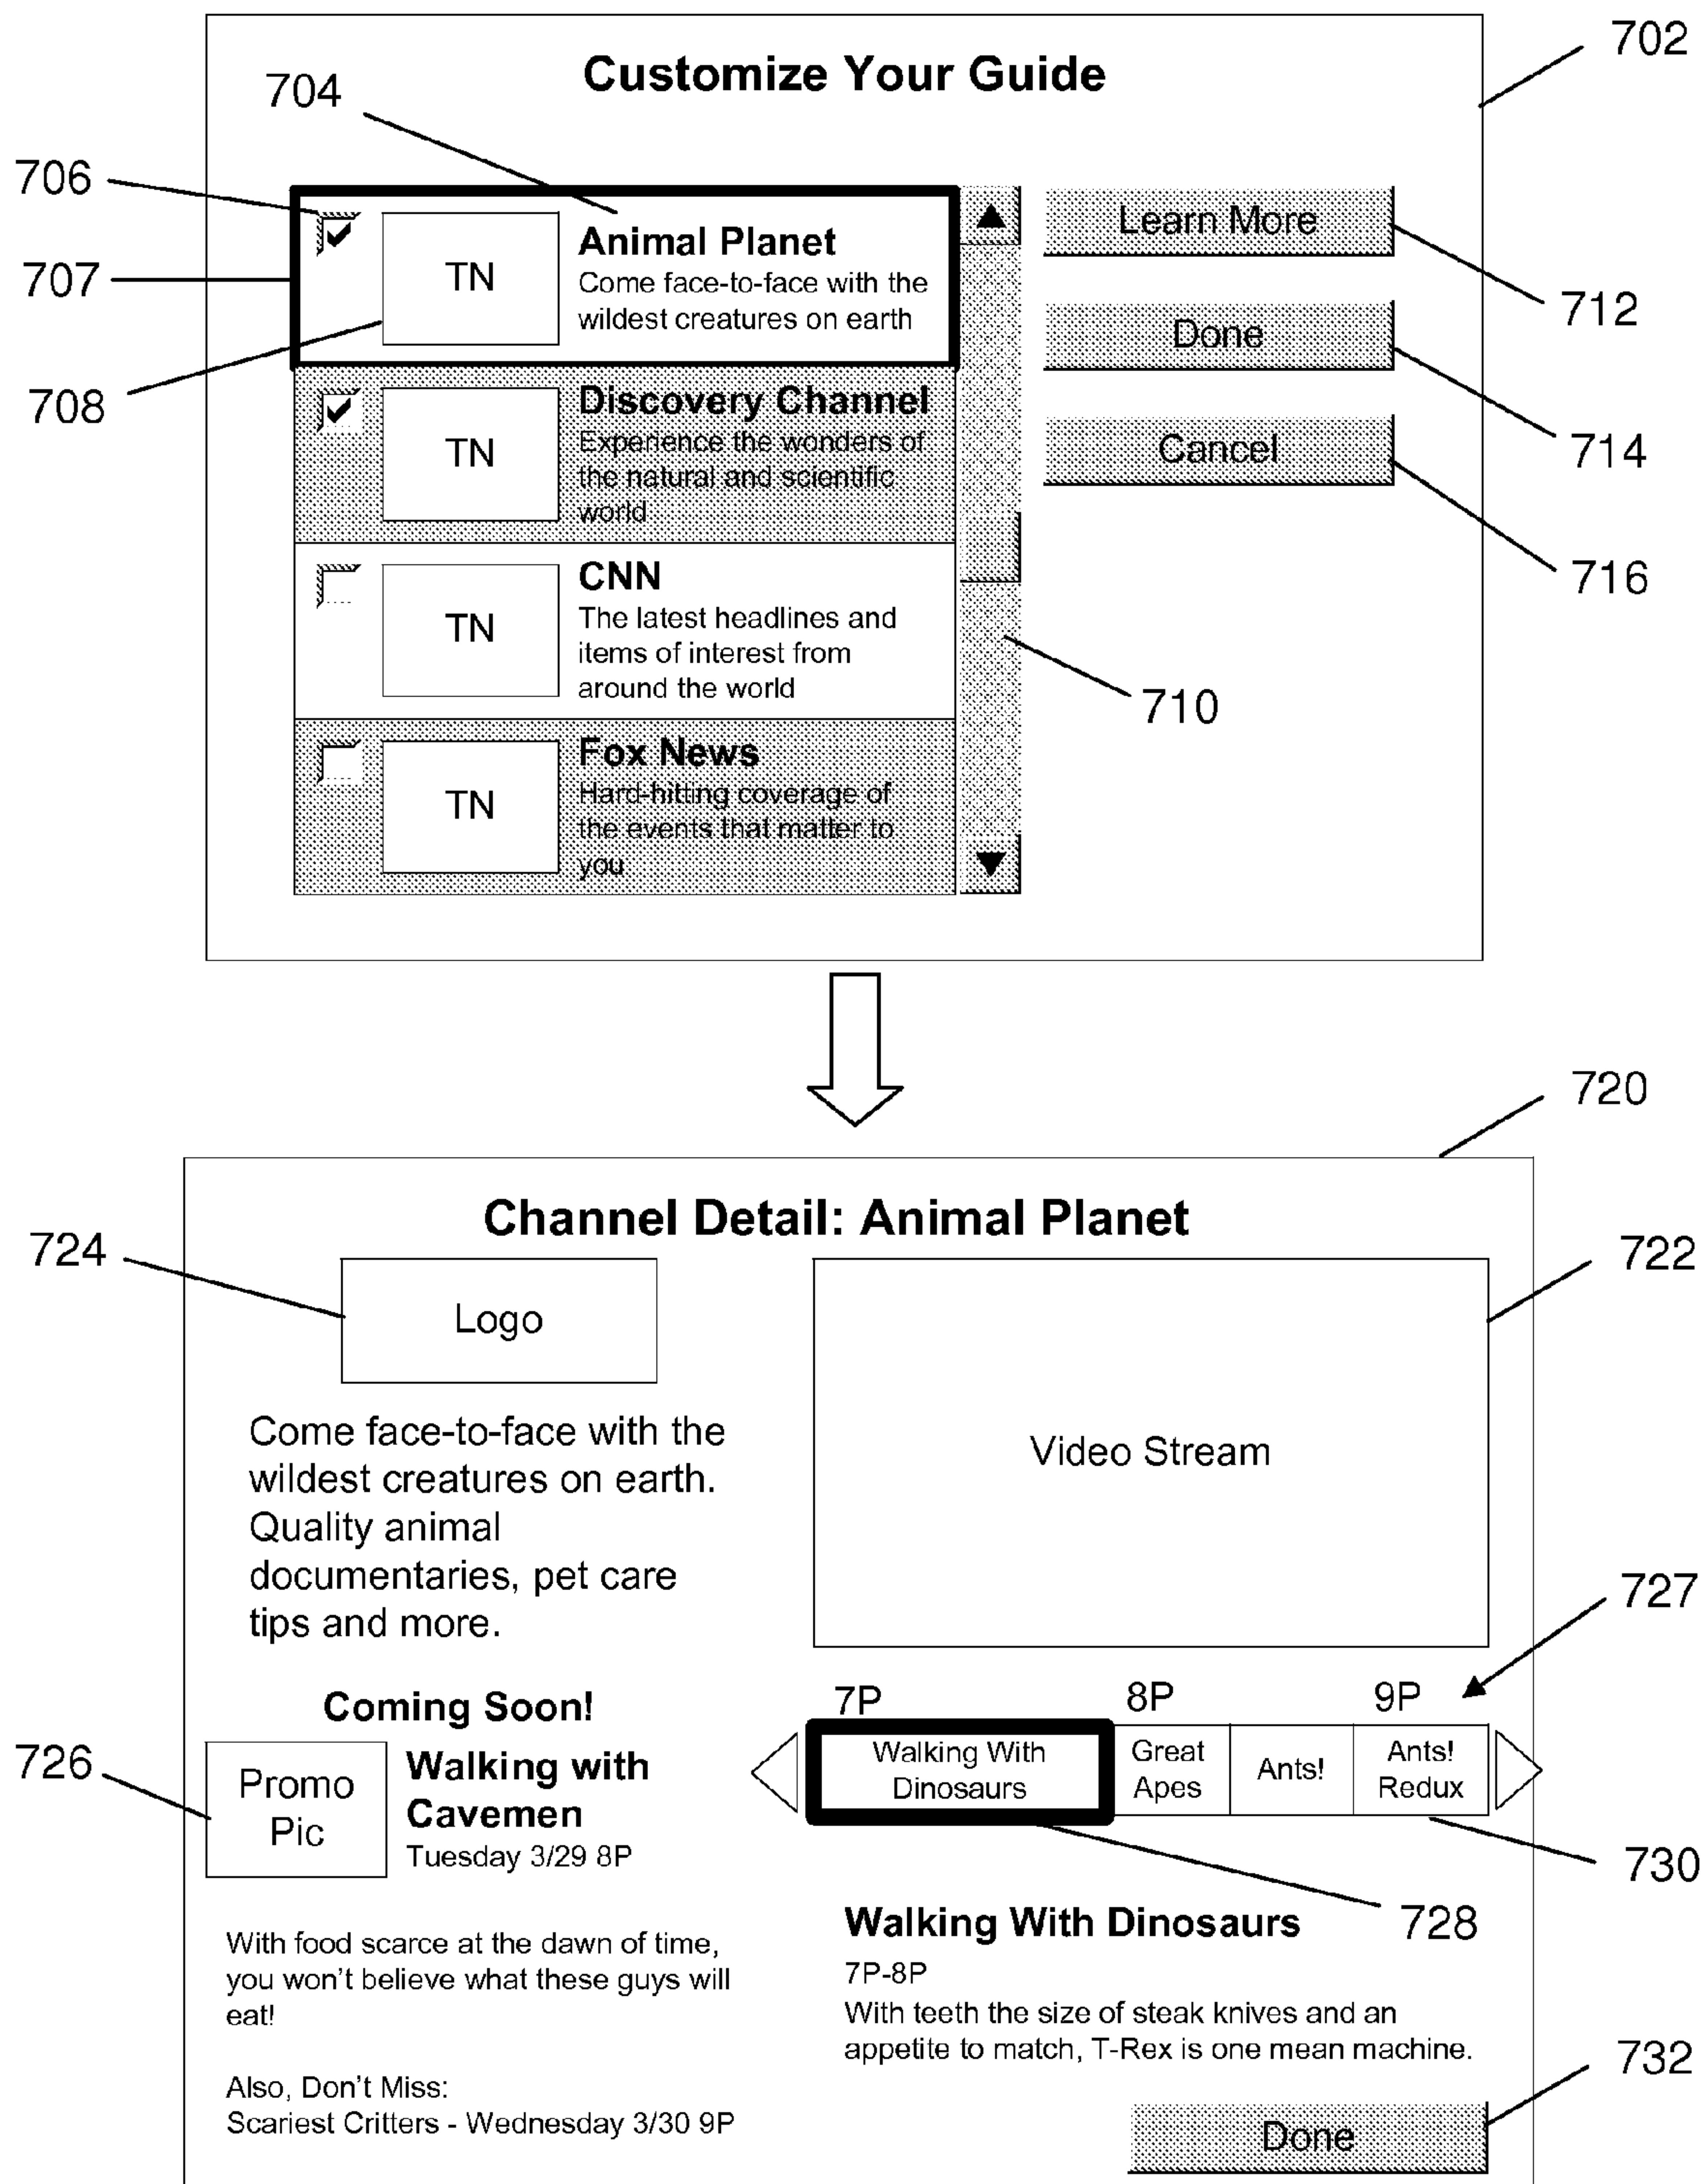 702
Customize Your Guide
704
706
707
708
TN
Animal Planet
Come face-to-face with the
wildest creatures on earth
TN
Discovery Channel
Experience the wonders of
the natural and scientific
world
TN
CNN
The latest headlines and
items of interest from
around the world
TN
Fox News
Hard-hitting coverage of
the events that matter to
you
710
Learn More
712
Done
714
Cancel
716
720
Channel Detail: Animal Planet
724
Logo
722
Video Stream
Come face-to-face with the
wildest creatures on earth.
Quality animal
documentaries, pet care
tips and more.
727
Coming Soon!
726
Promo
Pic
Walking with
Cavemen
Tuesday 3/29 8P
With food scarce at the dawn of time,
you won't believe what these guys will
eat!
Also, Don't Miss:
Scariest Critters - Wednesday 3/30 9P
7P
8P
9P
Walking With
Dinosaurs
Great
Apes
Ants!
Ants!
Redux
730
728
Walking With Dinosaurs
7P-8P
With teeth the size of steak knives and an
appetite to match, T-Rex is one mean machine.
732
Done